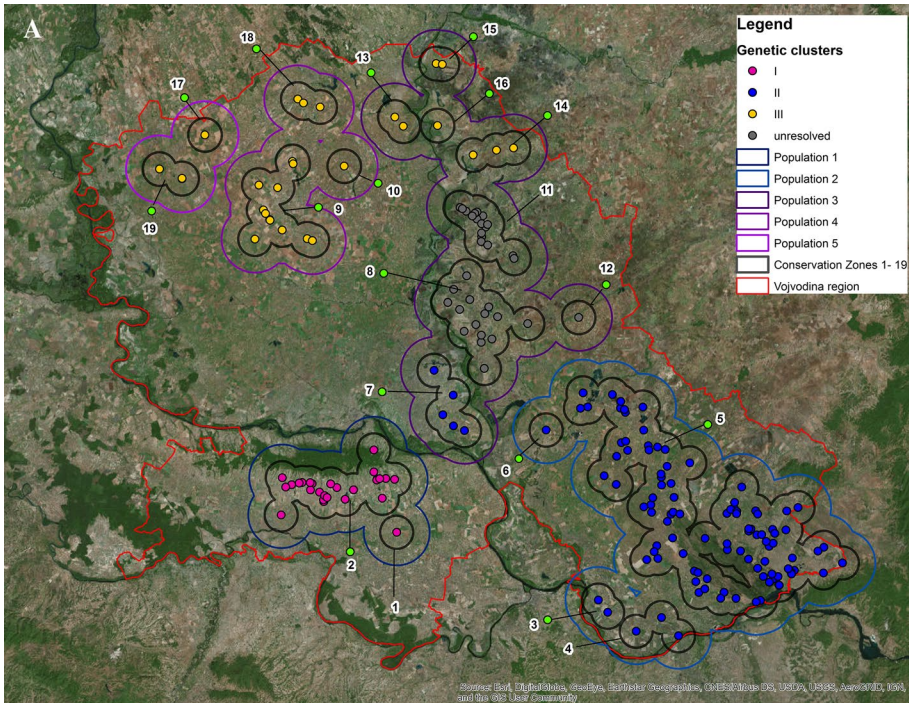 A
Legend
Genetic clusters
I
II
III
unresolved
Population 1
Population 2
Population 3
Population 4
Population 5
Conservation Zones 1- 19
Vojvodina region
15
18
13
16
17
14
10
11
9
19
8
12
7
5
6
2
1
3
4
Source: Esri, DigitalGlobe, GeoEye, Earthstar Geographics, CNES/Airbus DS, USDA, USGS, AeroGRID, IGN,
and the GIS User Community